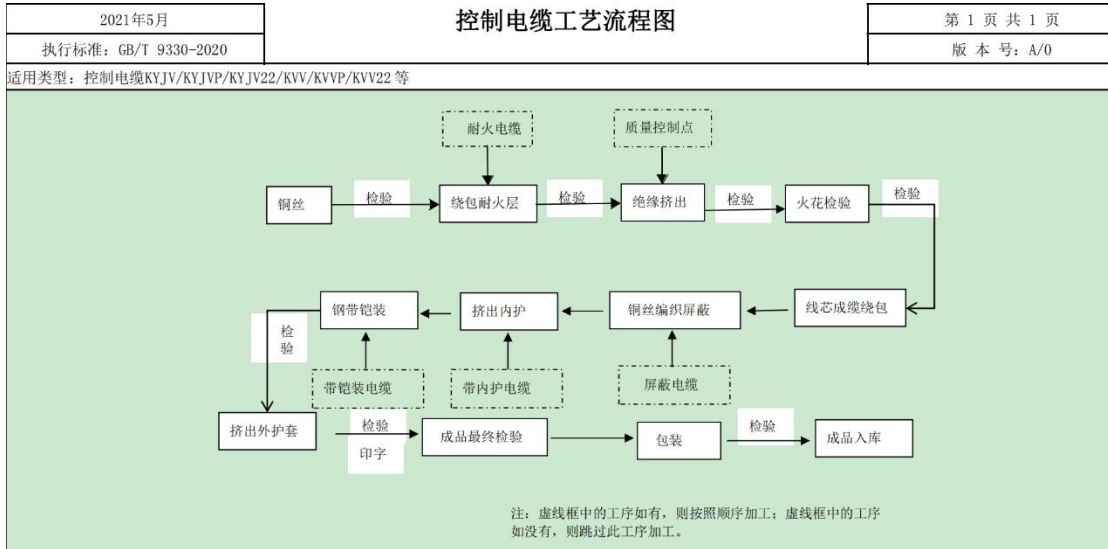 2021年5月
控制电缆工艺流程图
第 1 页 共 1 页
执行标准：GB/T 9330-2020
版 本 号：A/0
适用类型：控制电缆KYJV/KYJVP/KYJV22/KVV/KVVP/KVV22 等
耐火电缆
质量控制点
铜丝
检验
绕包耐火层
检验
绝缘挤出
检验
火花检验
检验
钢带铠装
挤出内护
铜丝编织屏蔽
线芯成缆绕包
检
验
带铠装电缆
带内护电缆
屏蔽电缆
挤出外护套
检验
印字
成品最终检验
包装
检验
成品入库
注：虚线框中的工序如有，则按照顺序加工；虚线框中的工序
如没有，则跳过此工序加工。